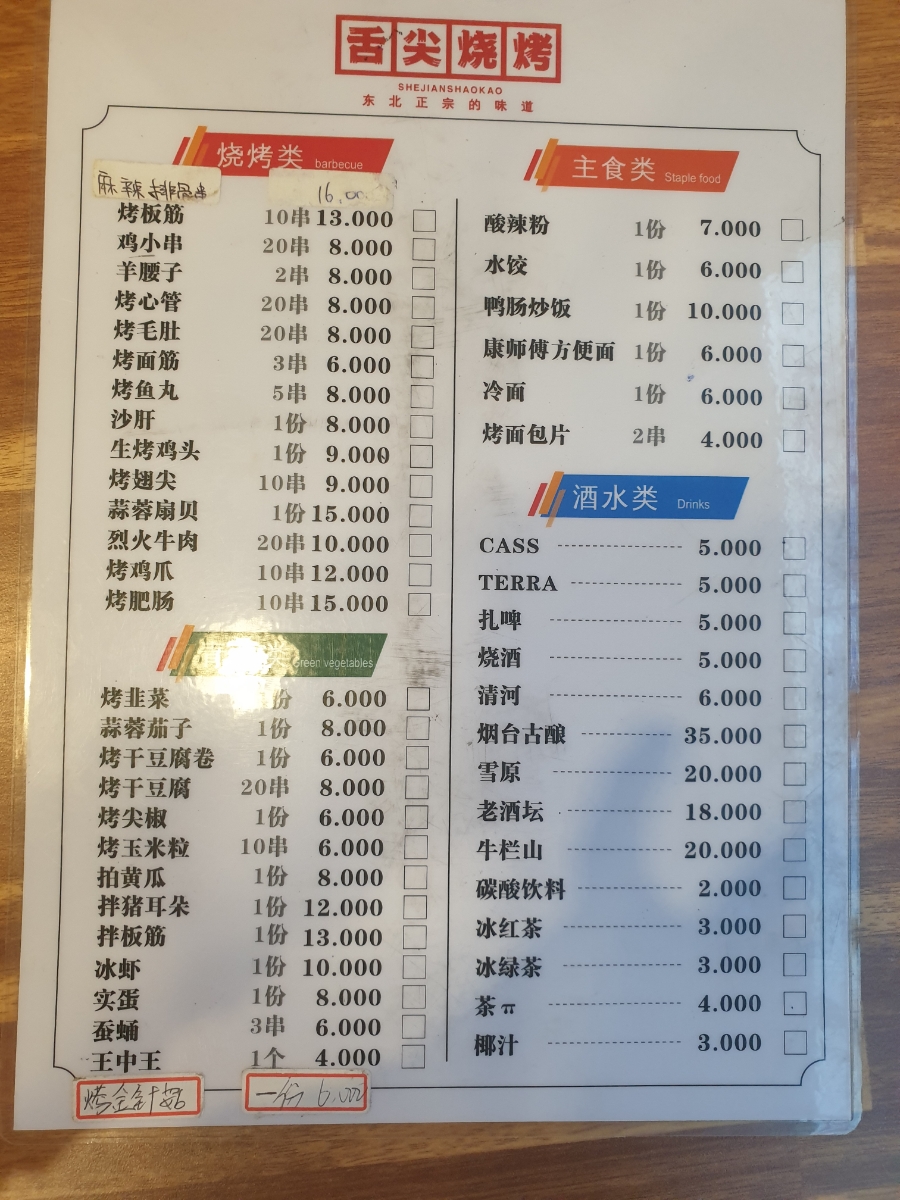 舌尖烧烤
SHEJIANSHAOKAO
东北正宗的味道
烧烤类 barbecue
麻辣排骨串 16.000
烤板筋 10串 13.000
鸡小串 20串 8.000
羊腰子 2串 8.000
烤心管 20串 8.000
烤毛肚 20串 8.000
烤面筋 3串 6.000
烤鱼丸 5串 8.000
沙肝 1份 8.000
生烤鸡头 1份 9.000
烤翅尖 10串 9.000
蒜蓉扇贝 1份 15.000
烈火牛肉 20串 10.000
烤鸡爪 10串 12.000
烤肥肠 10串 15.000
Green vegetables
烤韭菜 份 6.000
蒜蓉茄子 1份 8.000
烤干豆腐卷 1份 6.000
烤干豆腐 20串 8.000
烤尖椒 1份 6.000
烤玉米粒 10串 6.000
拍黄瓜 1份 8.000
拌猪耳朵 1份 12.000
拌板筋 1份 13.000
冰虾 1份 10.000
实蛋 1份 8.000
蚕蛹 3串 6.000
王中王 1个 4.000
烤金針菇 一份 6.000
主食类 Staple food
酸辣粉 1份 7.000
水饺 1份 6.000
鸭肠炒饭 1份 10.000
康师傅方便面 1份 6.000
冷面 1份 6.000
烤面包片 2串 4.000
酒水类 Drinks
CASS 5.000
TERRA 5.000
扎啤 5.000
烧酒 5.000
清河 6.000
烟台古酿 35.000
雪原 20.000
老酒坛 18.000
牛栏山 20.000
碳酸饮料 2.000
冰红茶 3.000
冰绿茶 3.000
茶π 4.000
椰汁 3.000